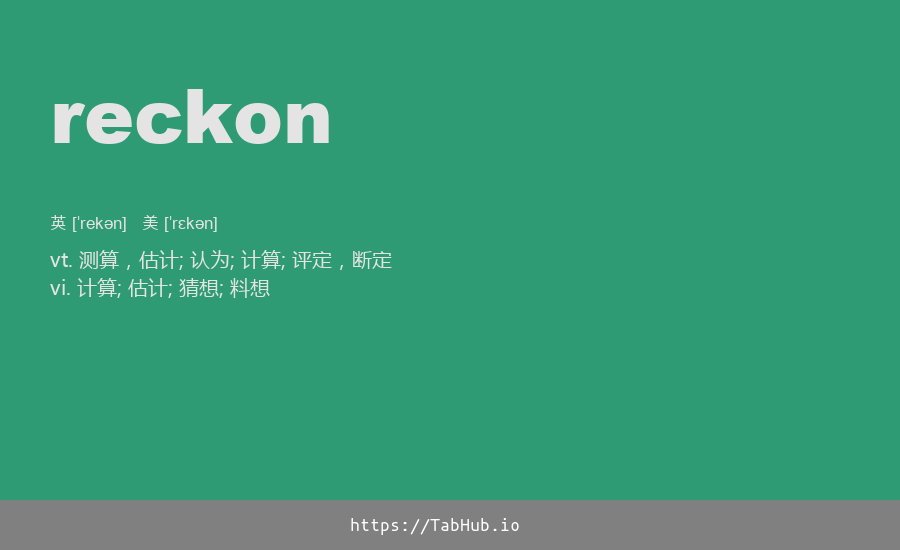 reckon
英 [ˈrekən] 美 [ˈrɛkən]
vt. 测算，估计; 认为; 计算; 评定，断定
vi. 计算; 估计; 猜想; 料想
https://TabHub.io